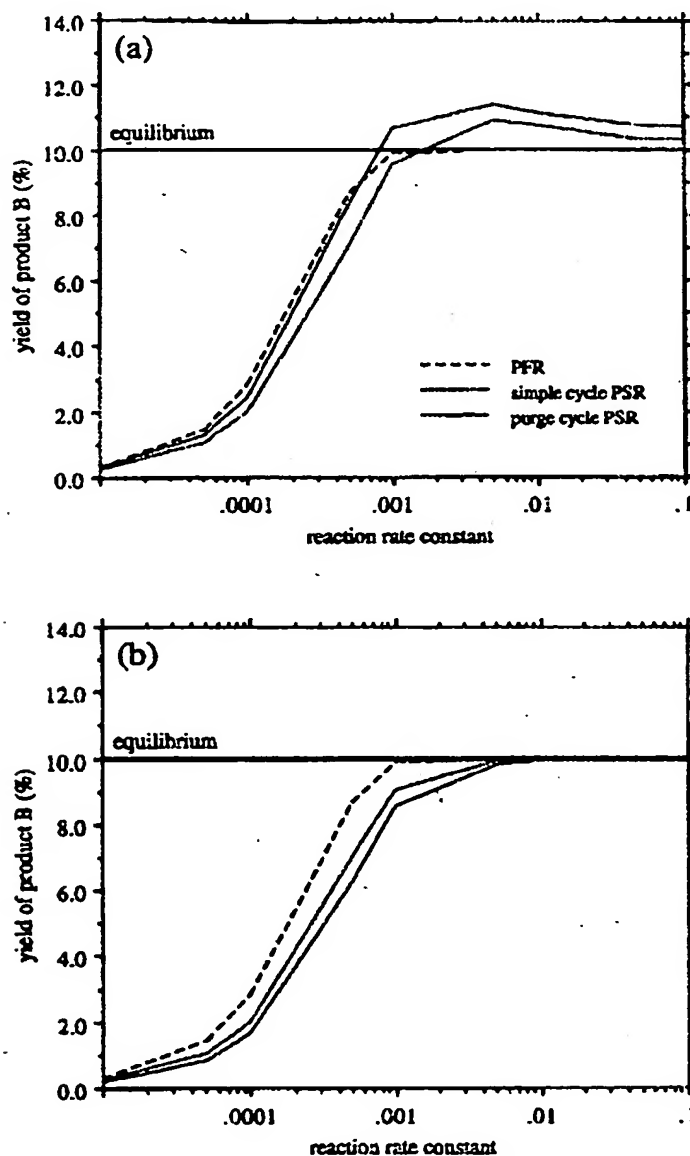 (a)
14.0
12.0
equilibrium
10.0
8.0
6.0
4.0
2.0
0.0
yield of product B (%)
PFR
simple cycle PSR
purge cycle PSR
.0001
.001
.01
.1
reaction rate constant
(b)
14.0
12.0
equilibrium
10.0
8.0
6.0
4.0
2.0
0.0
yield of product B (%)
.0001
.001
.01
.1
reaction rate constant